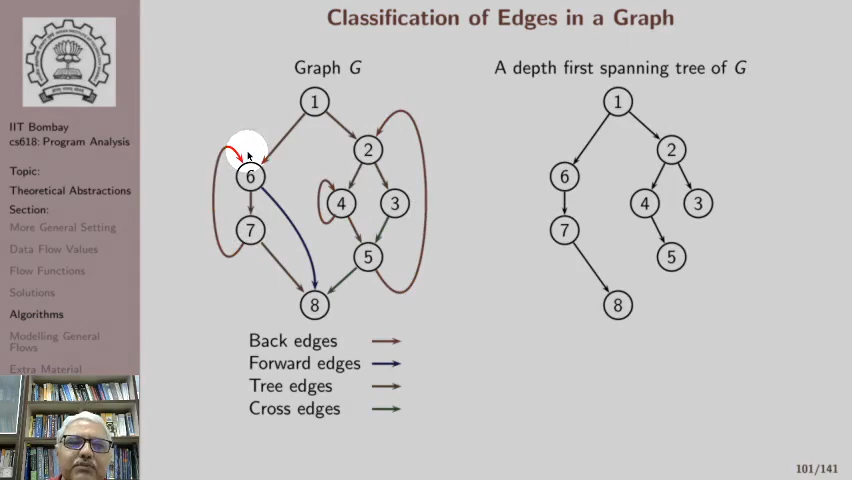 Classification of Edges in a Graph
IIT Bombay
cs618: Program Analysis
Topic:
Theoretical Abstractions
Section:
More General Setting
Data Flow Values
Flow Functions
Solutions
Algorithms
Modelling General
Flows
Extra Material
Graph G
1
2
6
4
3
7
5
8
Back edges
Forward edges
Tree edges
Cross edges
A depth first spanning tree of G
1
2
6
4
3
7
5
8
101/141